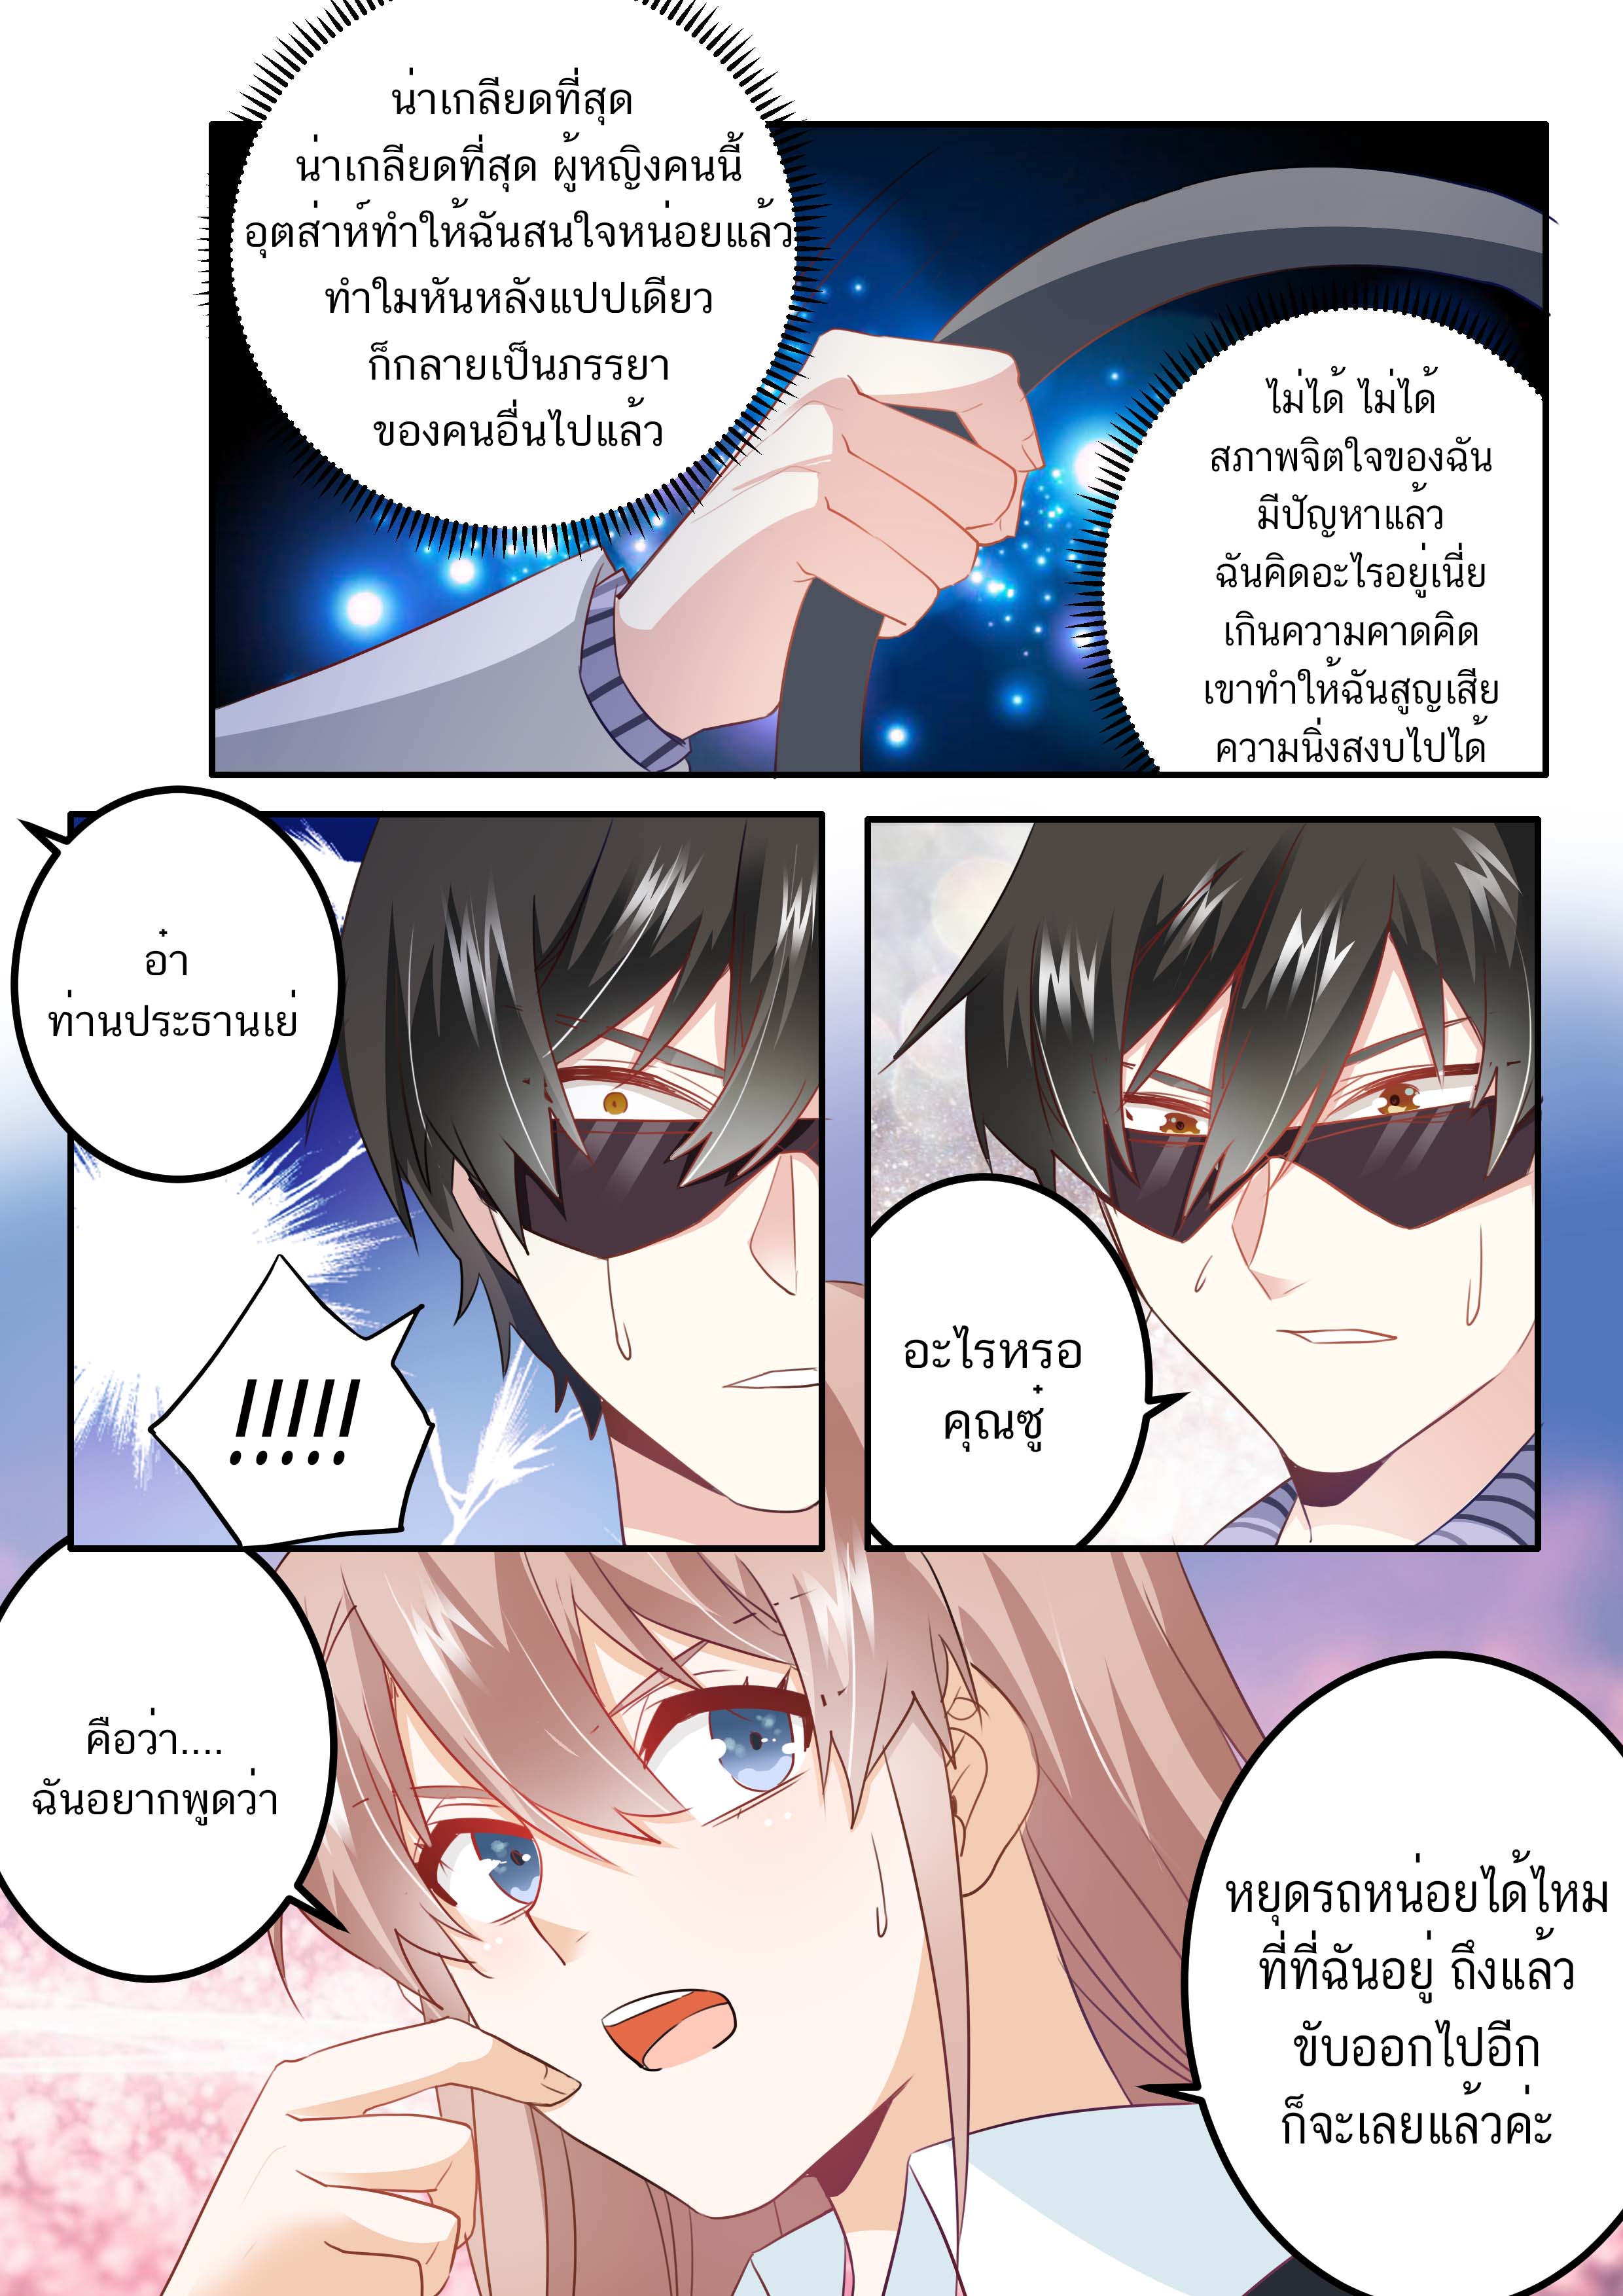 น่าเกลียดที่สุด
น่าเกลียดที่สุด ผู้หญิงคนนี้
อุตส่าห์ทำให้ฉันสนใจหน่อยแล้ว
ทำใมหันหลังแปปเดียว
ก็กลายเป็นภรรยา
ของคนอื่นไปแล้ว
ไม่ได้ ไม่ได้
สภาพจิตใจของฉัน
มีปัญหาแล้ว
ฉันคิดอะไรอยู่เนี่ย
เกินความคาดคิด
เขาทำให้ฉันสูญเสีย
ความนิ่งสงบไปได้
อ๋า
ท่านประธานเย่
!!!!!
อะไรหรอ
คุณซู๋
คือว่า....
ฉันอยากพูดว่า
หยุดรถหน่อยได้ไหม
ที่ที่ฉันอยู่ ถึงแล้ว
ขับออกไปอีก
ก็จะเลยแล้วค่ะ